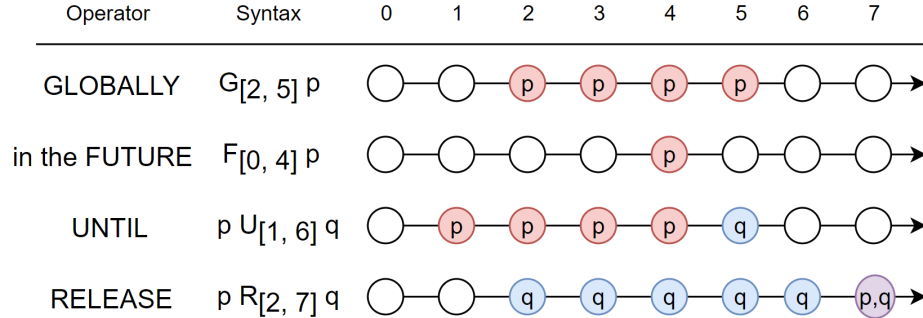 Operator Syntax 0 1 2 3 4 5 6 7
GLOBALLY G[2, 5] p p p p p
in the FUTURE F[0, 4] p p
UNTIL p U[1, 6] q p p p p q
RELEASE p R[2, 7] q q q q q q p,q